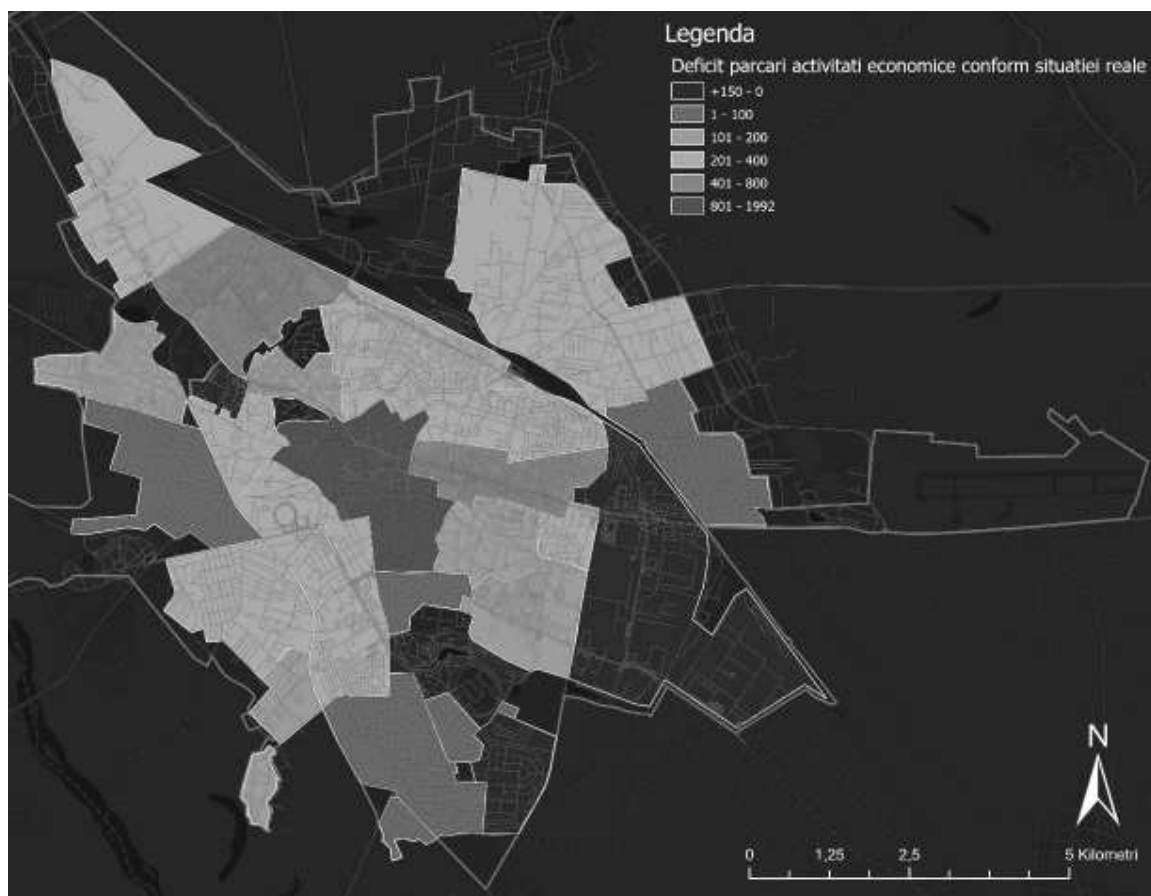 Legenda
Deficit parcari activitati economice conform situatiei reale
+150 - 0
1 - 100
101 - 200
201 - 400
401 - 800
801 - 1992
N
0 1,25 2,5 5 Kilometri